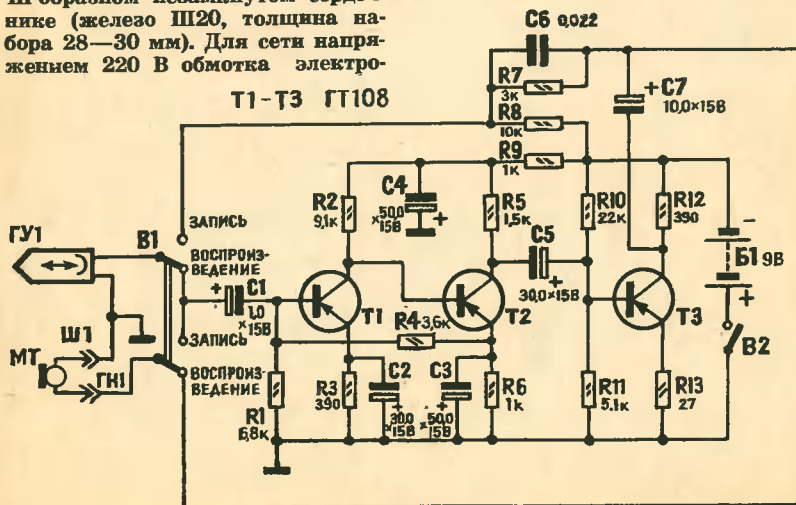 нике (железо Ш20, толщина на-
бора 28—30 мм). Для сети напря-
жением 220 В обмотка электро-
Т1-Т3 ГТ108
С6 0,022
R7
3к
R8
10к
R9
1к
+С7
10,0×15В
R2
9,1к
С4
×50,0
15В
+
R5
1,5к
С5
+
30,0×15В
R10
22к
R12
390
−
Б1 9В
+
ГУ1
В1
ЗАПИСЬ
ВОСПРОИЗ-
ВЕДЕНИЕ
+
С1
1,0
×15В
Т1
Т2
Т3
R4 3,6к
В2
Ш1
МТ
ГН1
ЗАПИСЬ
ВОСПРОИЗ-
ВЕДЕНИЕ
R1
6,8к
R3
390
С2
+
30,0
×15В
С3
+
×50,0
15В
R6
1к
R11
5.1к
R13
27